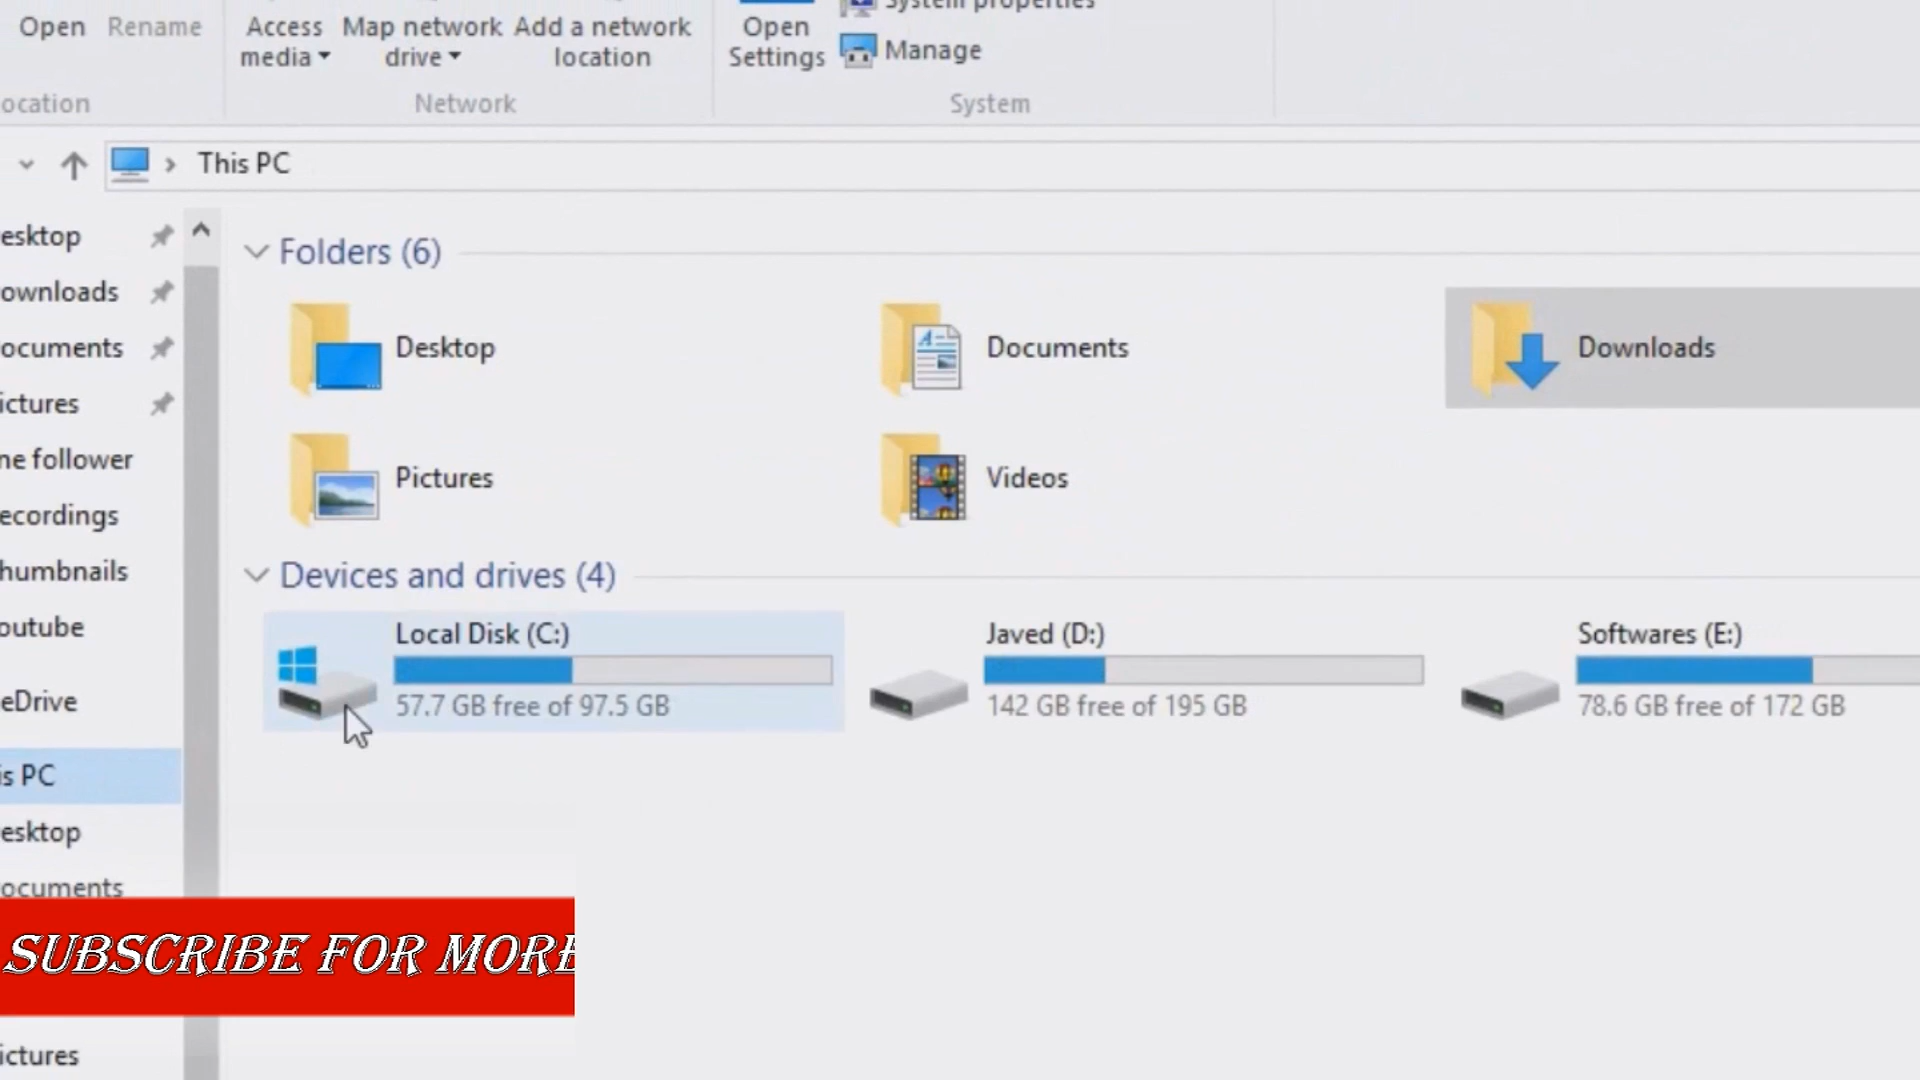 Open Rename
Access media
Map network drive
Add a network location
Open Settings
System properties
Manage
ocation
Network
System
This PC
esktop
ownloads
ocuments
ictures
ne follower
ecordings
humbnails
outube
eDrive
is PC
esktop
ocuments
ictures
Folders (6)
Desktop
Documents
Downloads
Pictures
Videos
Devices and drives (4)
Local Disk (C:)
57.7 GB free of 97.5 GB
Javed (D:)
142 GB free of 195 GB
Softwares (E:)
78.6 GB free of 172 GB
SUBSCRIBE FOR MORE